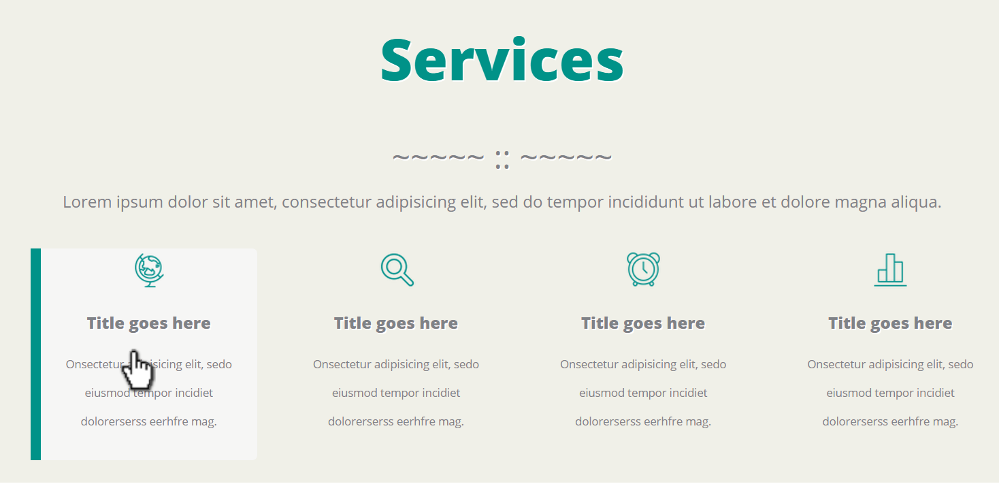 Services
~~~~~ :: ~~~~~
Lorem ipsum dolor sit amet, consectetur adipisicing elit, sed do tempor incididunt ut labore et dolore magna aliqua.
Title goes here
Onsectetur adipisicing elit, sedo
eiusmod tempor incidiet
dolorerserss eerhfre mag.
Title goes here
Onsectetur adipisicing elit, sedo
eiusmod tempor incidiet
dolorerserss eerhfre mag.
Title goes here
Onsectetur adipisicing elit, sedo
eiusmod tempor incidiet
dolorerserss eerhfre mag.
Title goes here
Onsectetur adipisicing elit, sedo
eiusmod tempor incidiet
dolorerserss eerhfre mag.